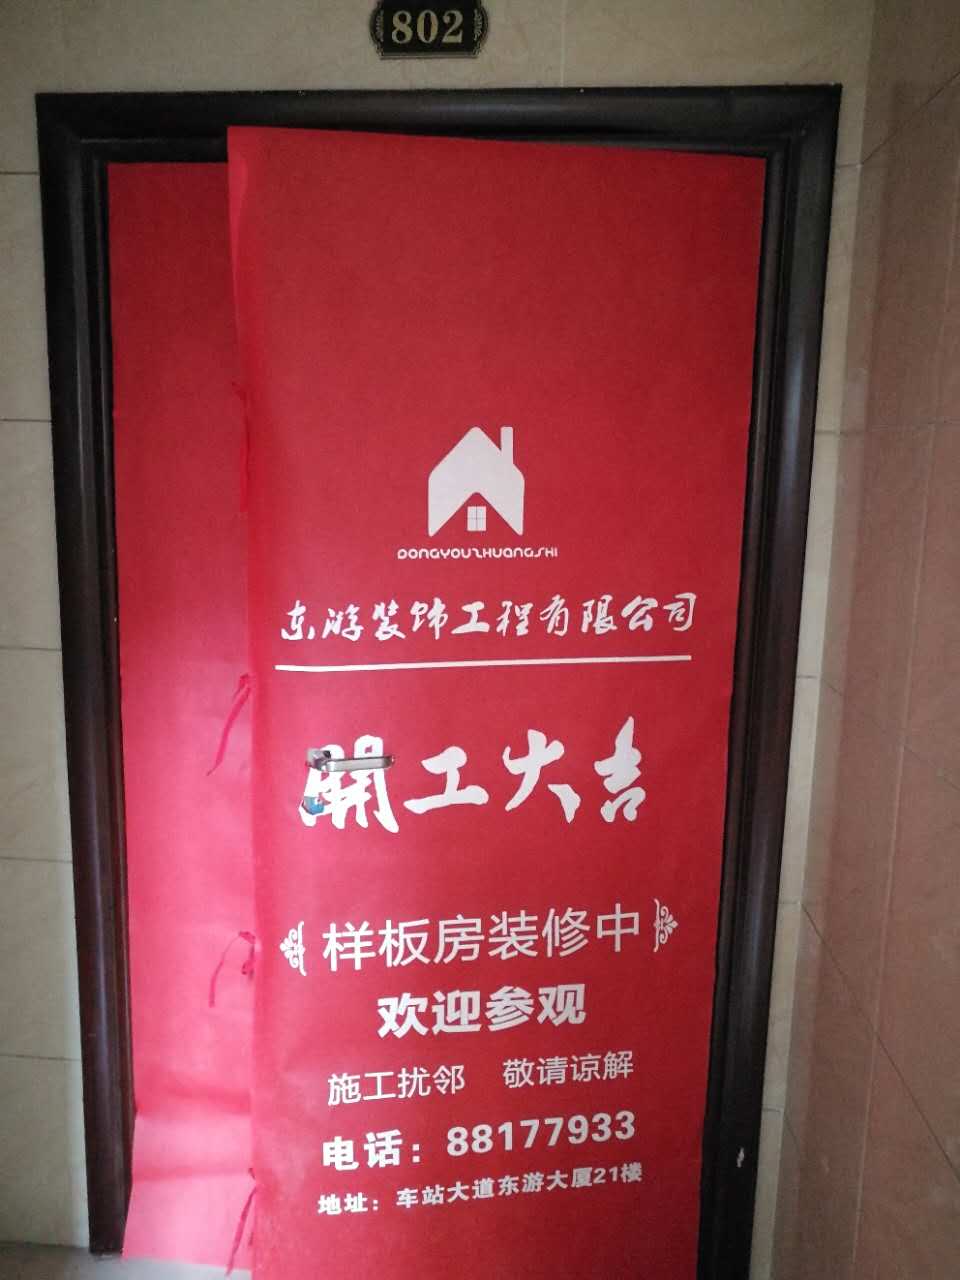 802
DONGYOUZHUANGSHI
东游装饰工程有限公司
開工大吉
样板房装修中
欢迎参观
施工扰邻 敬请谅解
电话：88177933
地址：车站大道东游大厦21楼